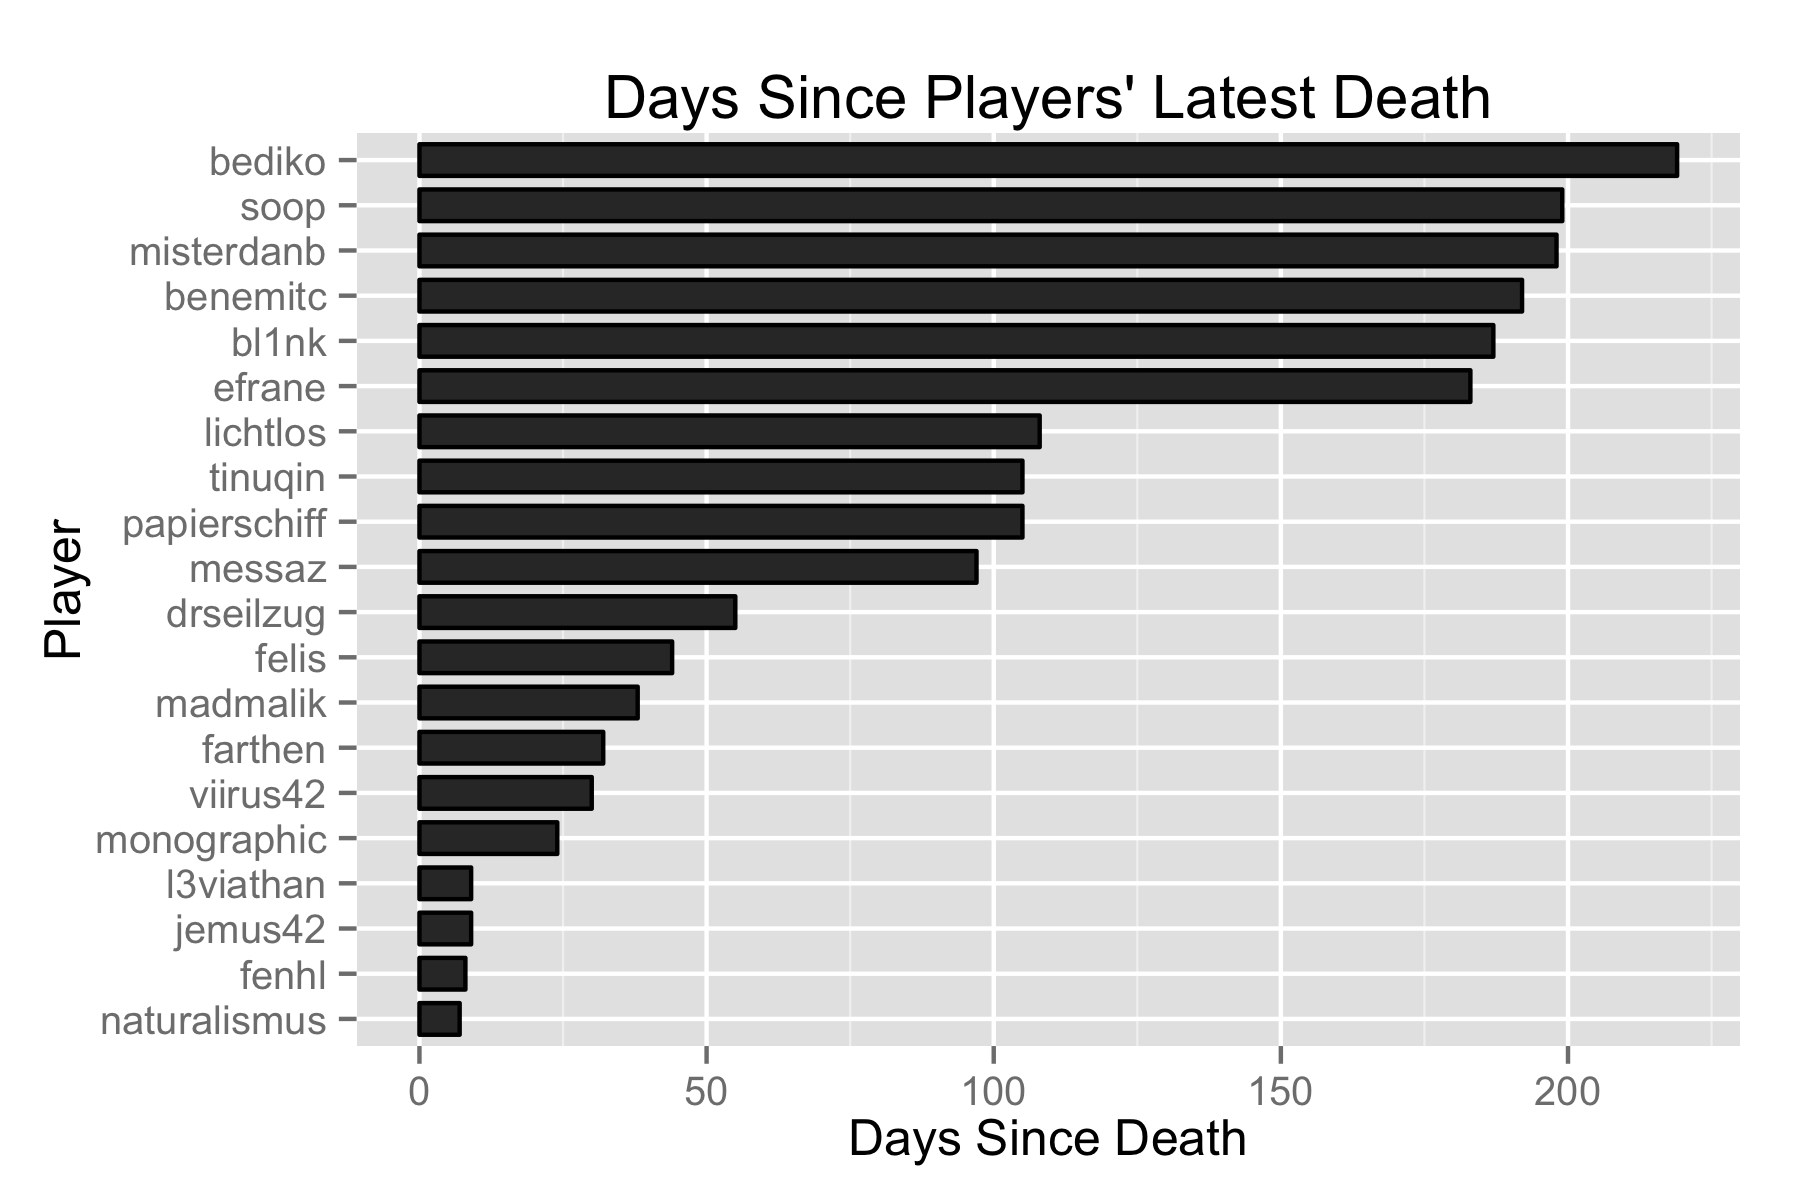 Days Since Players' Latest Death
bediko
soop
misterdanb
benemitc
bl1nk
efrane
lichtlos
tinuqin
papierschiff
messaz
drseilzug
felis
madmalik
farthen
viirus42
monographic
l3viathan
jemus42
fenhl
naturalismus
Player
0 50 100 150 200
Days Since Death